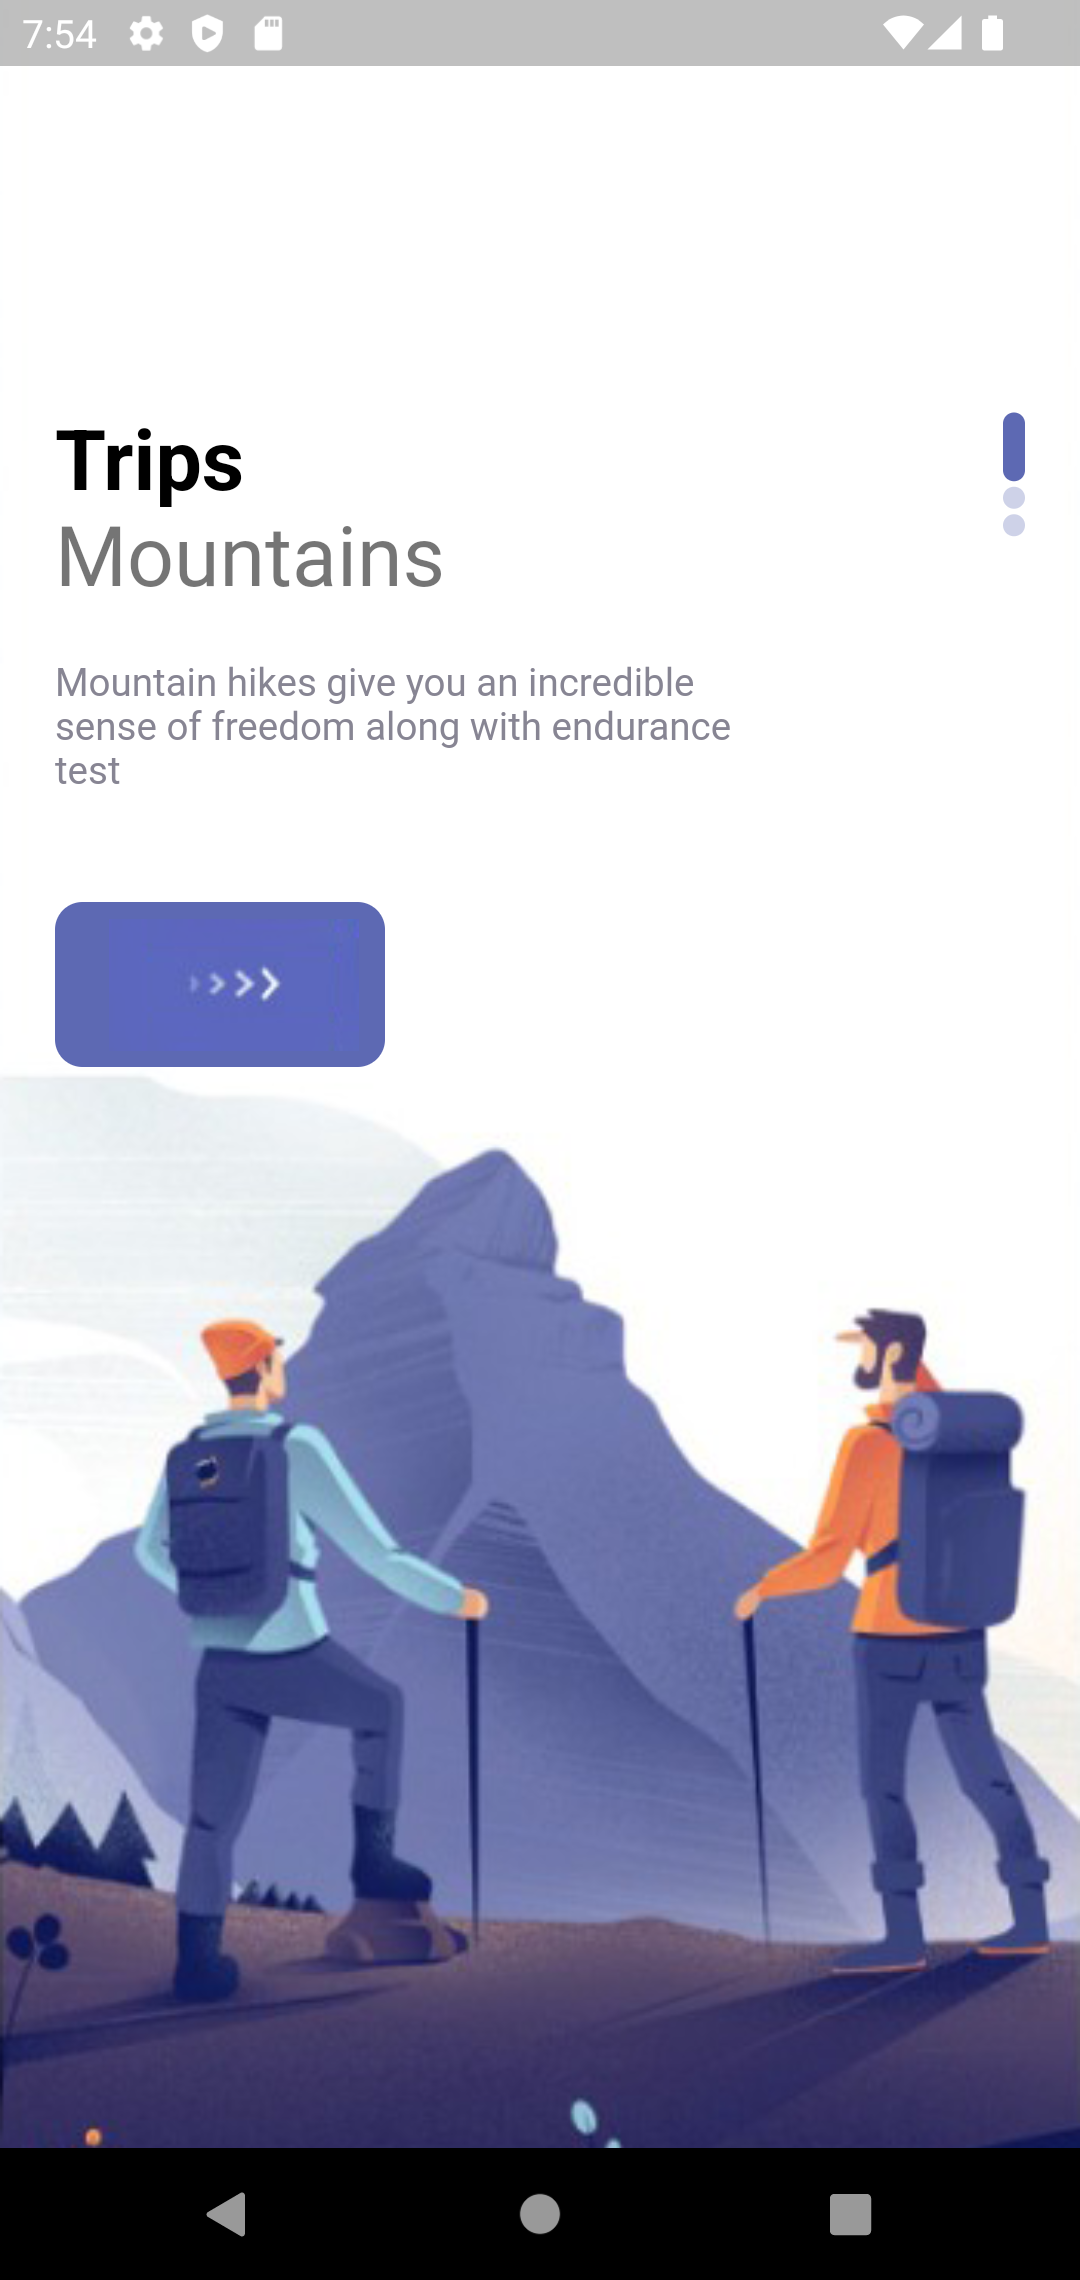 7:54
Trips
Mountains
Mountain hikes give you an incredible
sense of freedom along with endurance
test